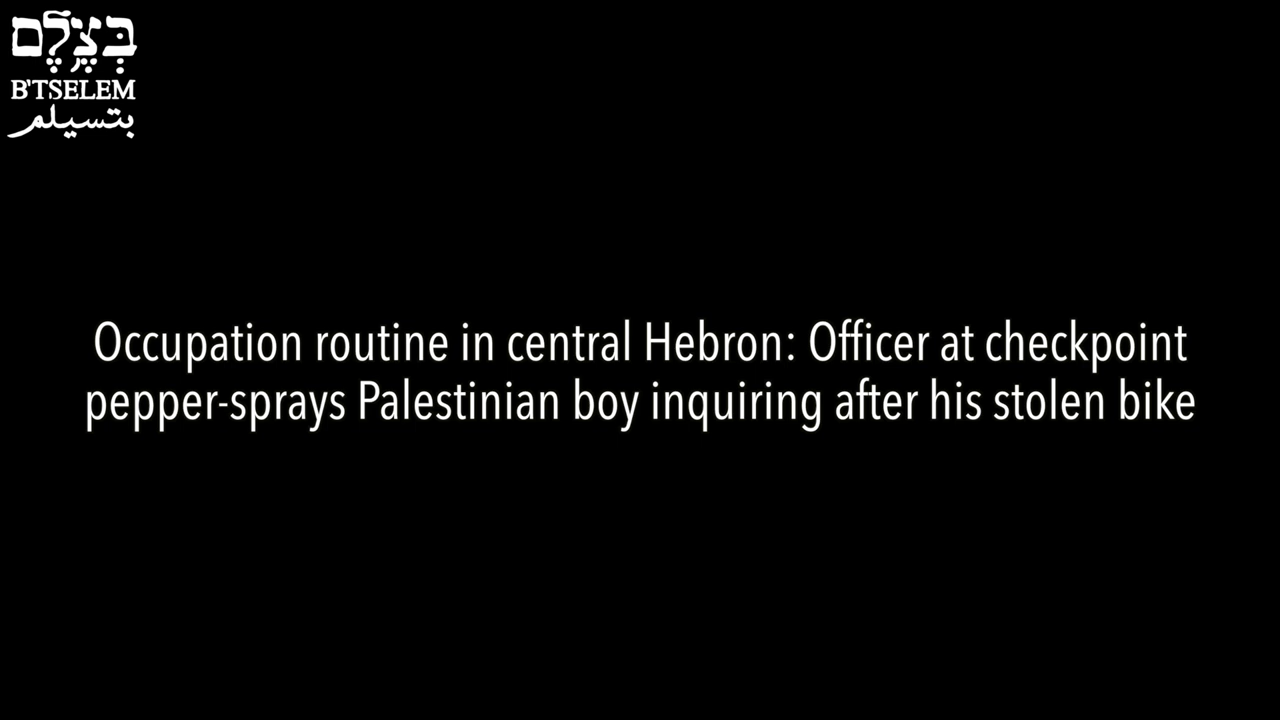 בְּצֶלֶם
B'TSELEM
بتسيلم
Occupation routine in central Hebron: Officer at checkpoint
pepper-sprays Palestinian boy inquiring after his stolen bike